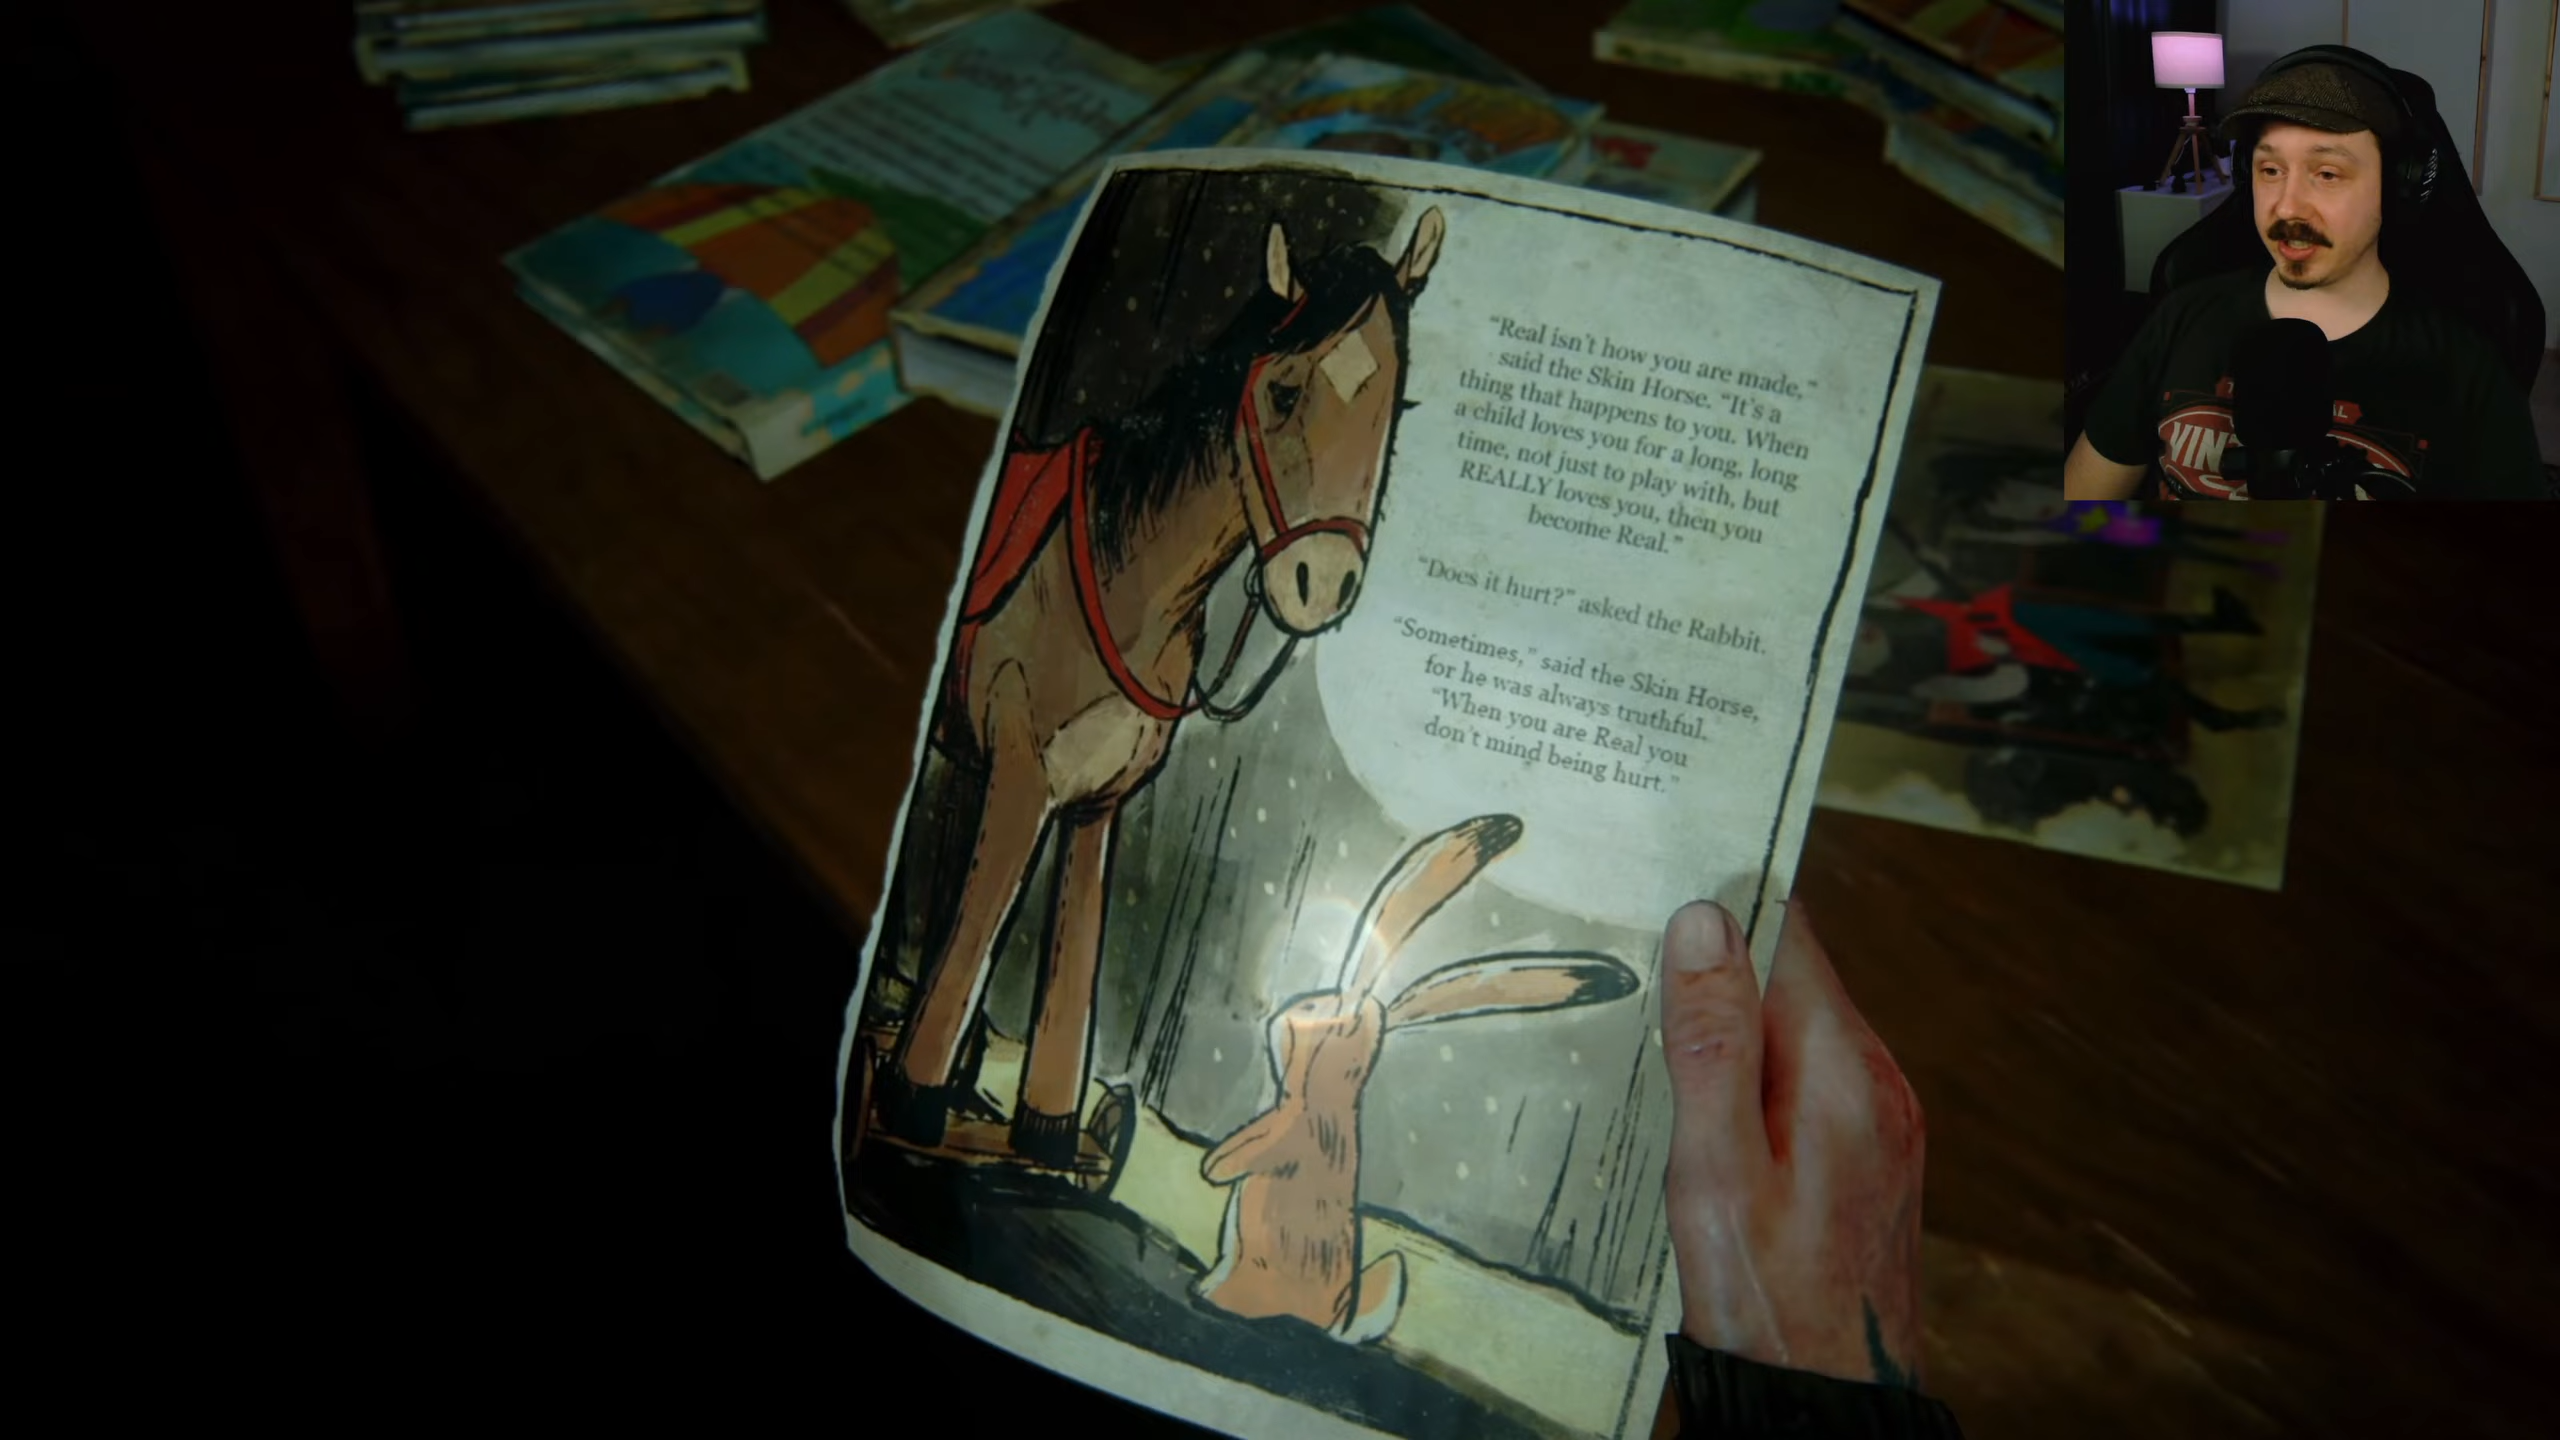 “Real isn’t how you are made,”
said the Skin Horse. “It’s a
thing that happens to you. When
a child loves you for a long, long
time, not just to play with, but
REALLY loves you, then you
become Real.”
“Does it hurt?” asked the Rabbit.
“Sometimes,” said the Skin Horse,
for he was always truthful.
“When you are Real you
don’t mind being hurt.”